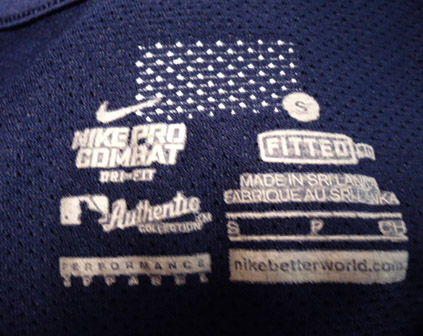 S
NIKE PRO
COMBAT
DRI-FIT
FITTED
MADE IN SRI LANKA
FABRIQUE AU SRI LANKA
Authentic
COLLECTION
S P CH
PERFORMANCE
APPAREL
nikebetterworld.com